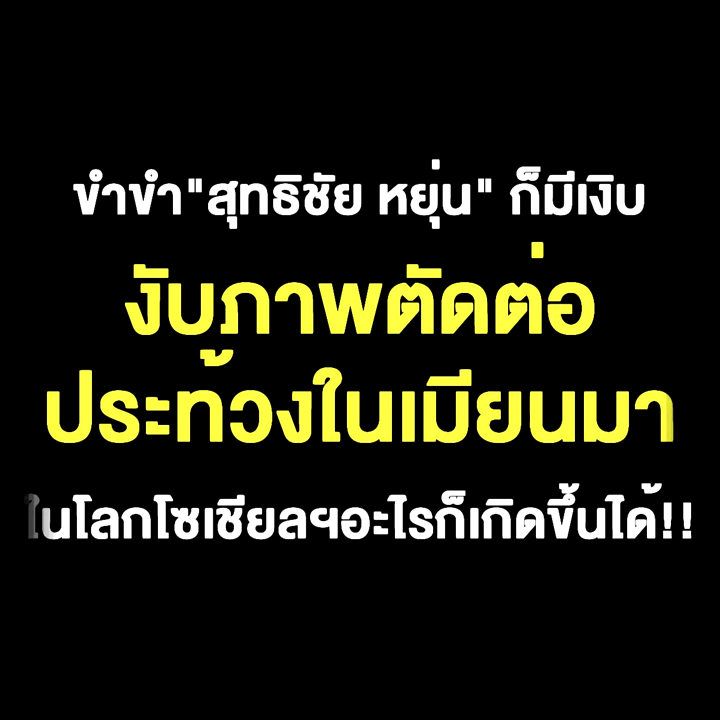 ขำขำ"สุทธิชัย หยุ่น" ก็มีเงิบ
งับภาพตัดต่อ
ประท้วงในเมียนมา
ในโลกโซเชียลฯอะไรก็เกิดขึ้นได้!!